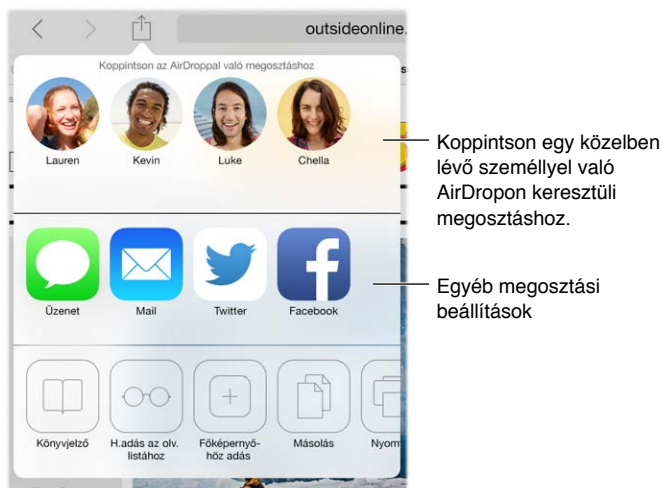 outsideonline.
Koppintson az AirDroppal való megosztáshoz
Lauren
Kevin
Luke
Chella
Koppintson egy közelben
lévő személlyel való
AirDropon keresztüli
megosztáshoz.
Üzenet
Mail
Twitter
Facebook
Egyéb megosztási
beállítások
Könyvjelző
H.adás az olv.
listához
Főképernyő-
höz adás
Másolás
Nyom